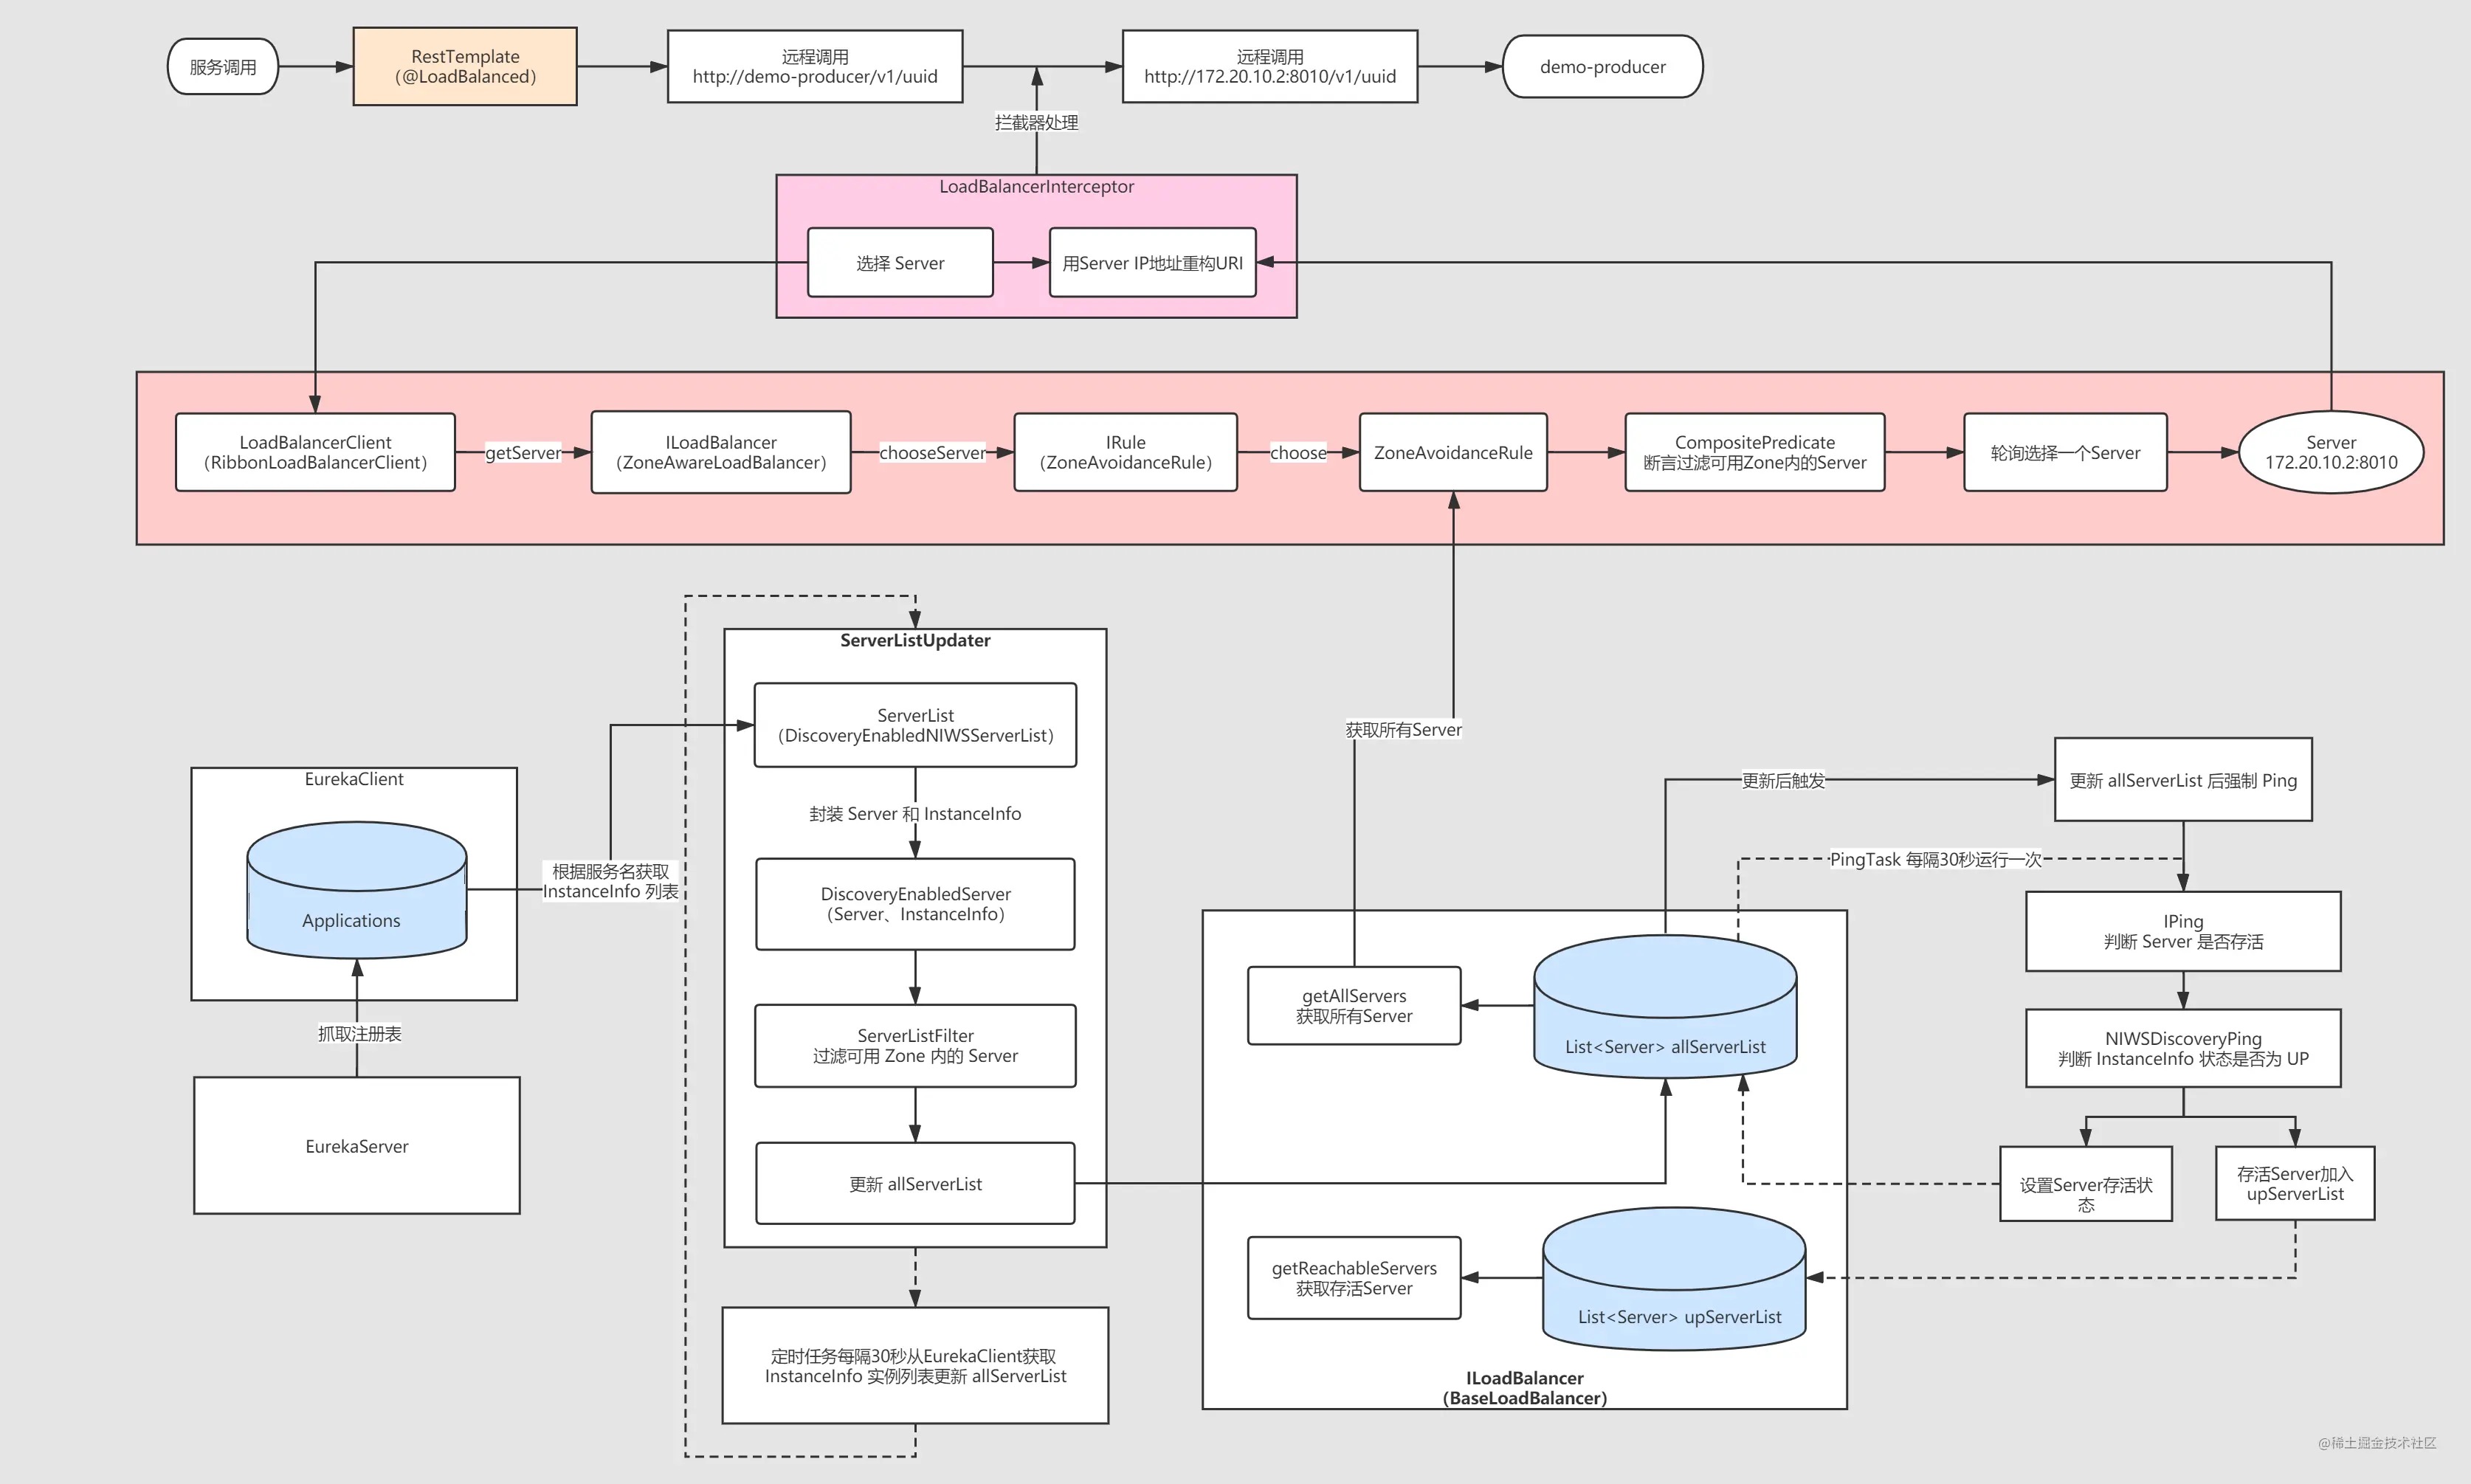 服务调用
RestTemplate
（@LoadBalanced）
远程调用
http://demo-producer/v1/uuid
远程调用
http://172.20.10.2:8010/v1/uuid
demo-producer
拦截器处理
LoadBalancerInterceptor
选择 Server
用Server IP地址重构URI
LoadBalancerClient
（RibbonLoadBalancerClient）
getServer
ILoadBalancer
（ZoneAwareLoadBalancer）
chooseServer
IRule
（ZoneAvoidanceRule）
choose
ZoneAvoidanceRule
CompositePredicate
断言过滤可用Zone内的Server
轮询选择一个Server
Server
172.20.10.2:8010
ServerListUpdater
ServerList
（DiscoveryEnabledNIWSServerList）
封装 Server 和 InstanceInfo
DiscoveryEnabledServer
（Server、InstanceInfo）
ServerListFilter
过滤可用 Zone 内的 Server
更新 allServerList
定时任务每隔30秒从EurekaClient获取
InstanceInfo 实例列表更新 allServerList
EurekaClient
Applications
根据服务名获取
InstanceInfo 列表
抓取注册表
EurekaServer
获取所有Server
getAllServers
获取所有Server
List<Server> allServerList
getReachableServers
获取存活Server
List<Server> upServerList
ILoadBalancer
（BaseLoadBalancer）
更新后触发
更新 allServerList 后强制 Ping
PingTask 每隔30秒运行一次
IPing
判断 Server 是否存活
NIWSDiscoveryPing
判断 InstanceInfo 状态是否为 UP
设置Server存活状
态
存活Server加入
upServerList
@稀土掘金技术社区